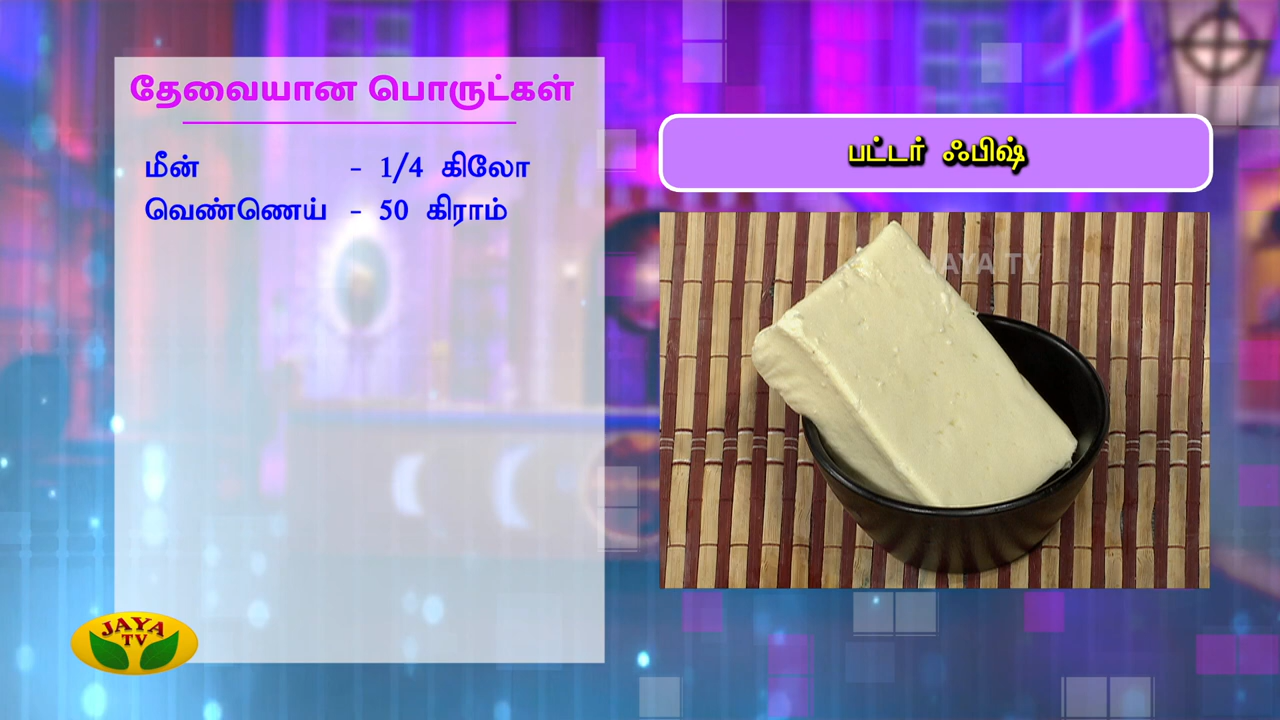 தேவையான பொருட்கள்
மீன் - 1/4 கிலோ
வெண்ணெய் - 50 கிராம்
பட்டர் ஃபிஷ்
JAYA TV
JAYA
TV